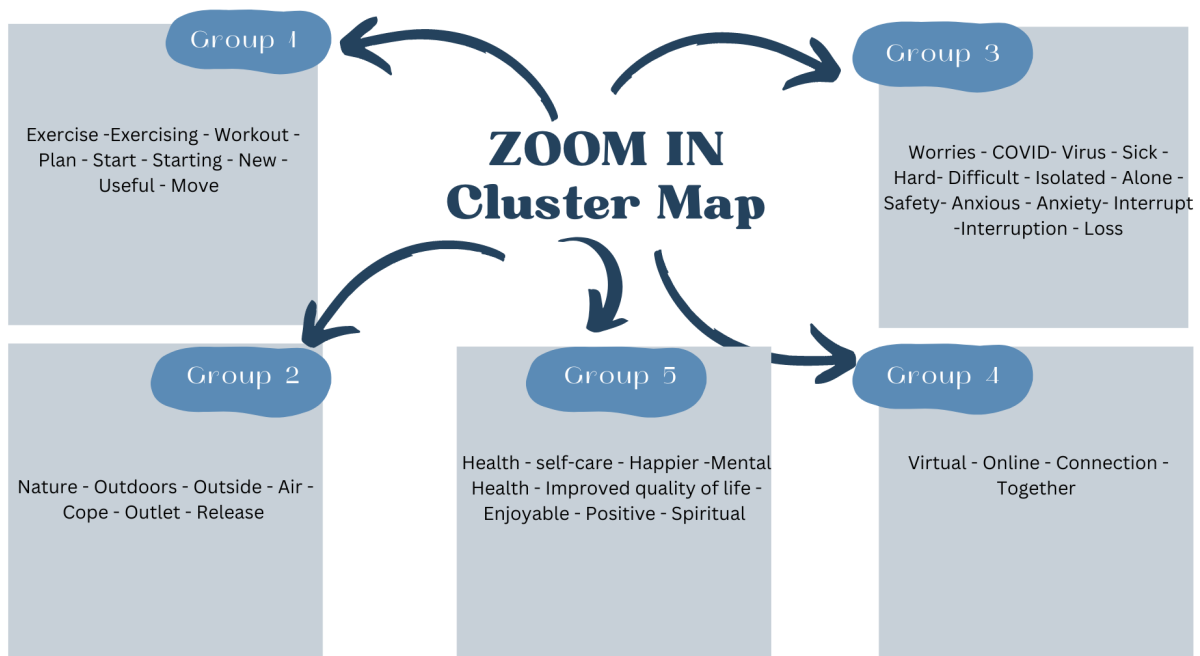 Group 1
Exercise -Exercising - Workout -
Plan - Start - Starting - New -
Useful - Move
ZOOM IN
Cluster Map
Group 3
Worries - COVID- Virus - Sick -
Hard- Difficult - Isolated - Alone -
Safety- Anxious - Anxiety- Interrupt
-Interruption - Loss
Group 2
Nature - Outdoors - Outside - Air -
Cope - Outlet - Release
Group 5
Health - self-care - Happier -Mental
Health - Improved quality of life -
Enjoyable - Positive - Spiritual
Group 4
Virtual - Online - Connection -
Together